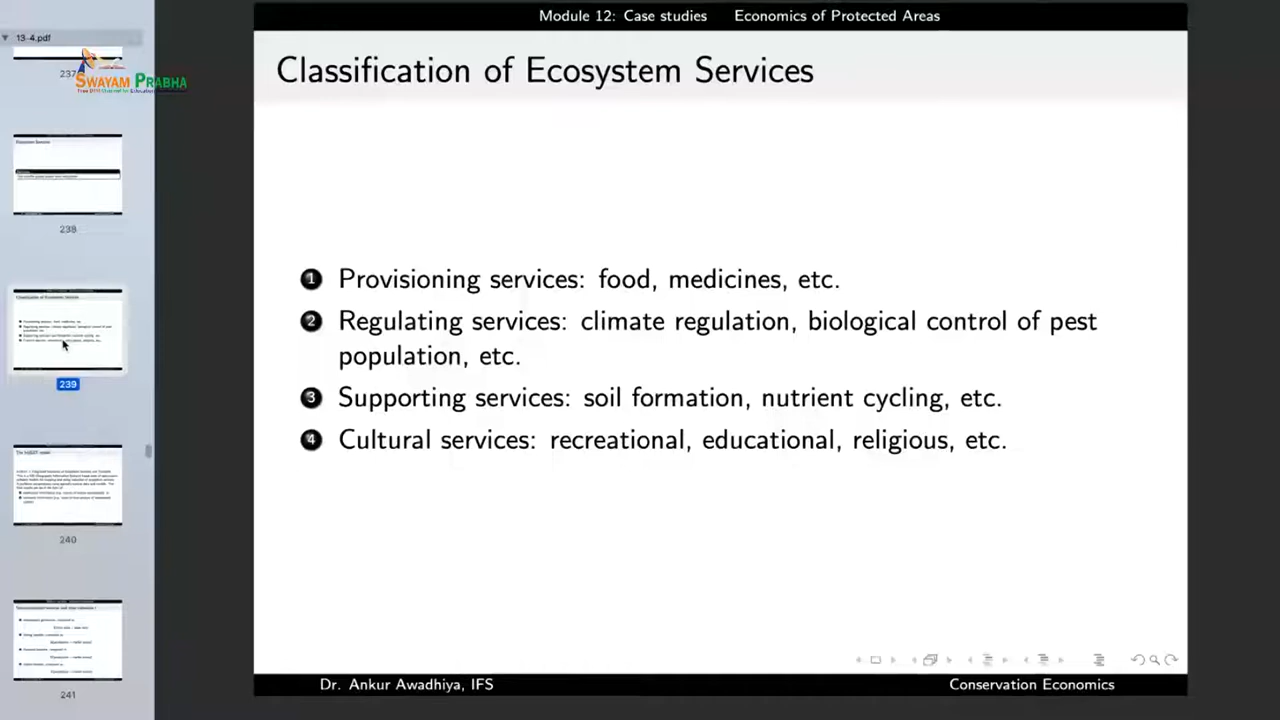 Module 12: Case studies Economics of Protected Areas
13-4.pdf
237
SWAYAM PRABHA
Classification of Ecosystem Services
238
1 Provisioning services: food, medicines, etc.
2 Regulating services: climate regulation, biological control of pest
population, etc.
3 Supporting services: soil formation, nutrient cycling, etc.
4 Cultural services: recreational, educational, religious, etc.
239
240
241
Dr. Ankur Awadhiya, IFS Conservation Economics